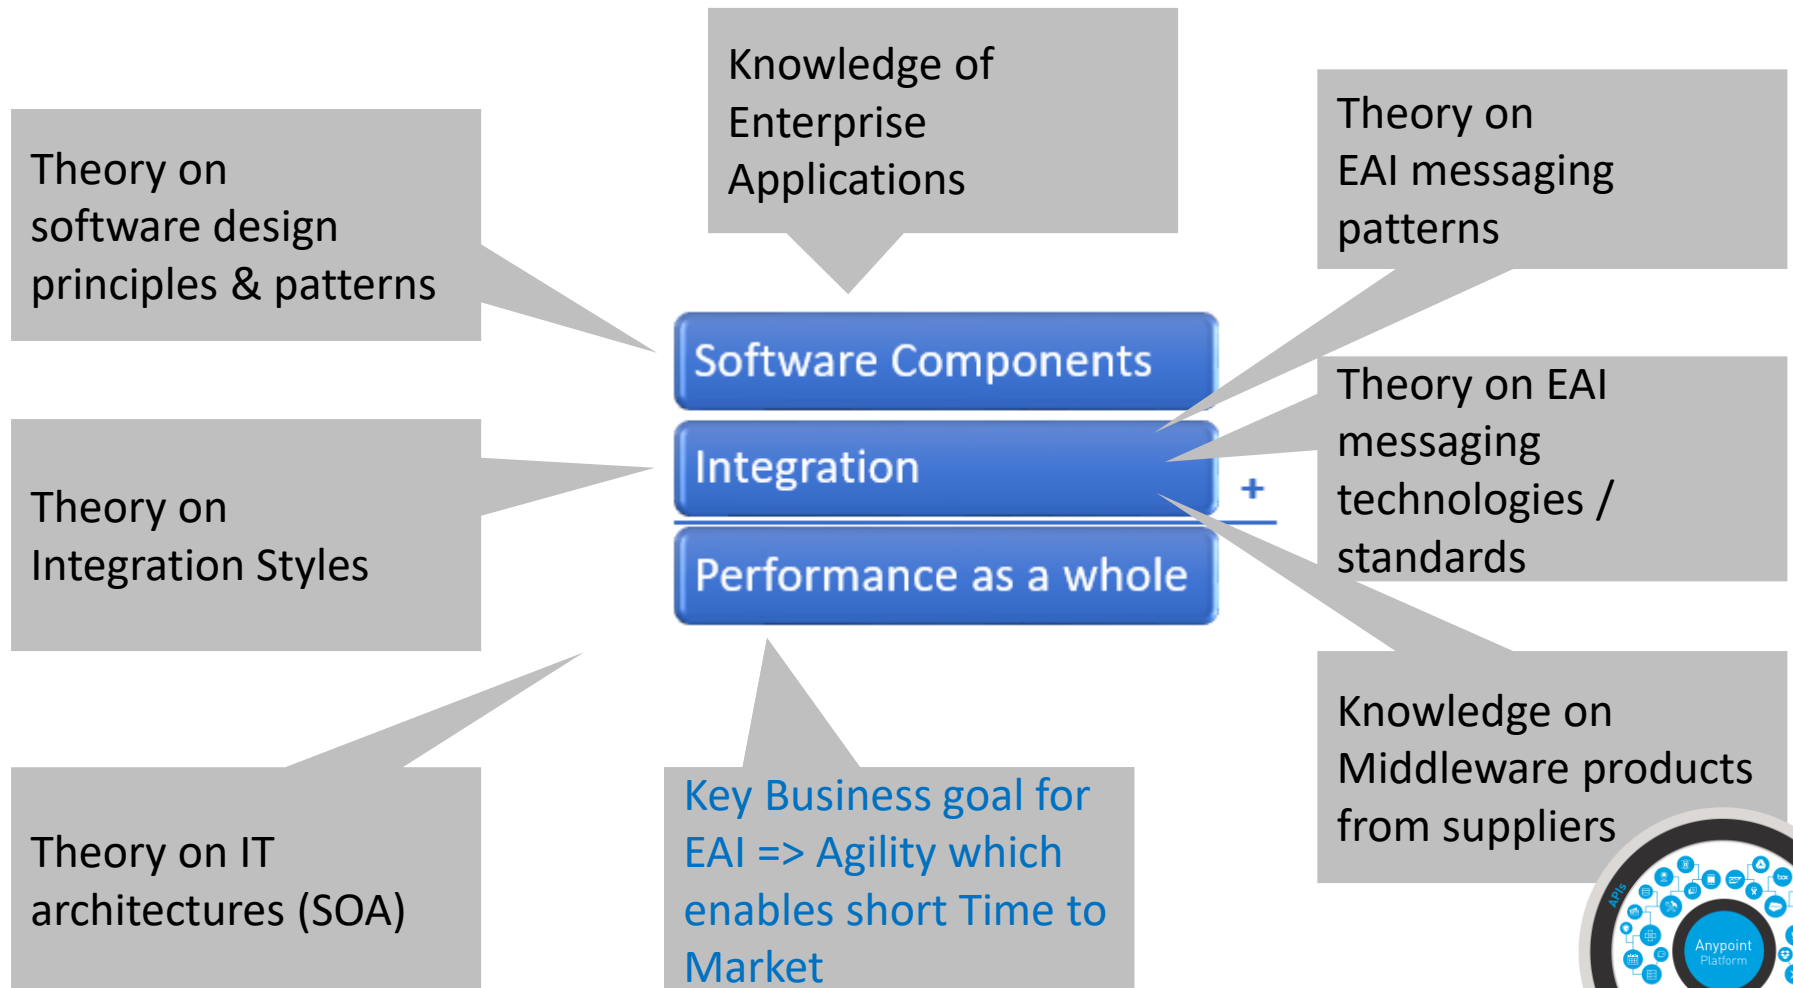 Knowledge of
Enterprise
Applications
Theory on
software design
principles & patterns
Theory on
EAI messaging
patterns
Software Components
Integration
+
Performance as a whole
Theory on
Integration Styles
Theory on EAI
messaging
technologies /
standards
Theory on IT
architectures (SOA)
Key Business goal for
EAI => Agility which
enables short Time to
Market
Knowledge on
Middleware products
from suppliers
APIs
box
Anypoint
Platform